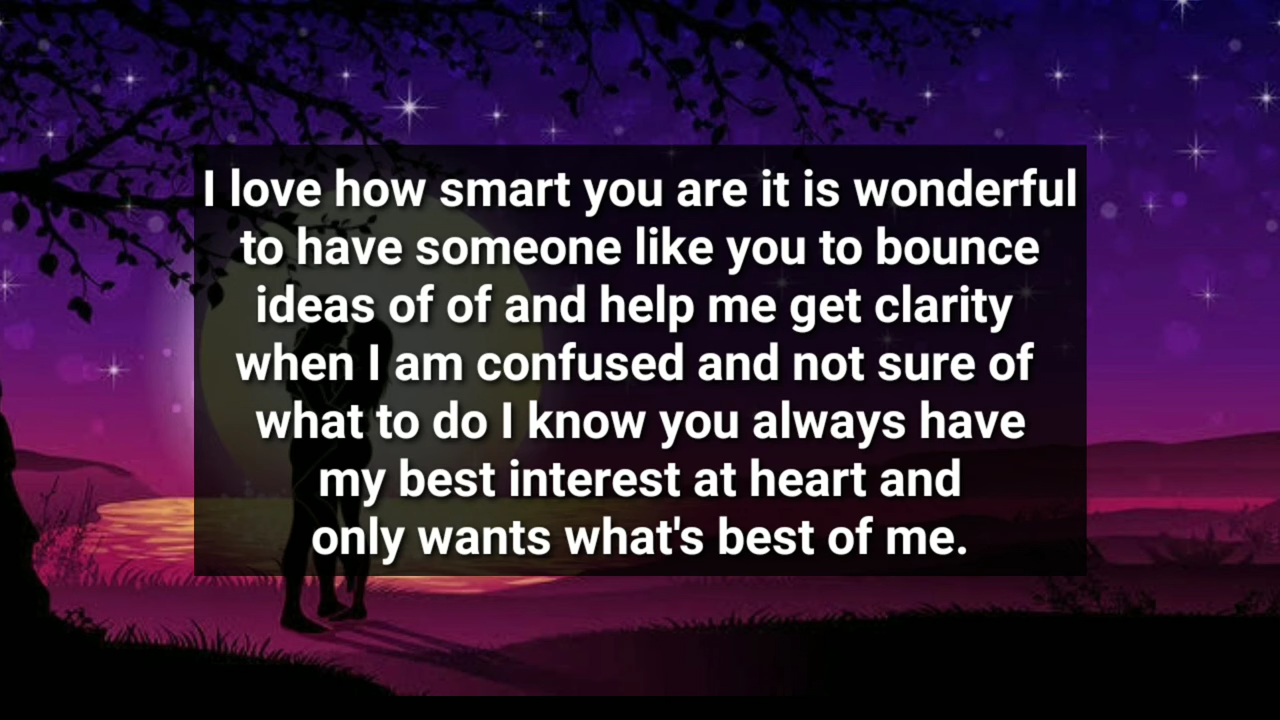 I love how smart you are it is wonderful
to have someone like you to bounce
ideas of of and help me get clarity
when I am confused and not sure of
what to do I know you always have
my best interest at heart and
only wants what's best of me.